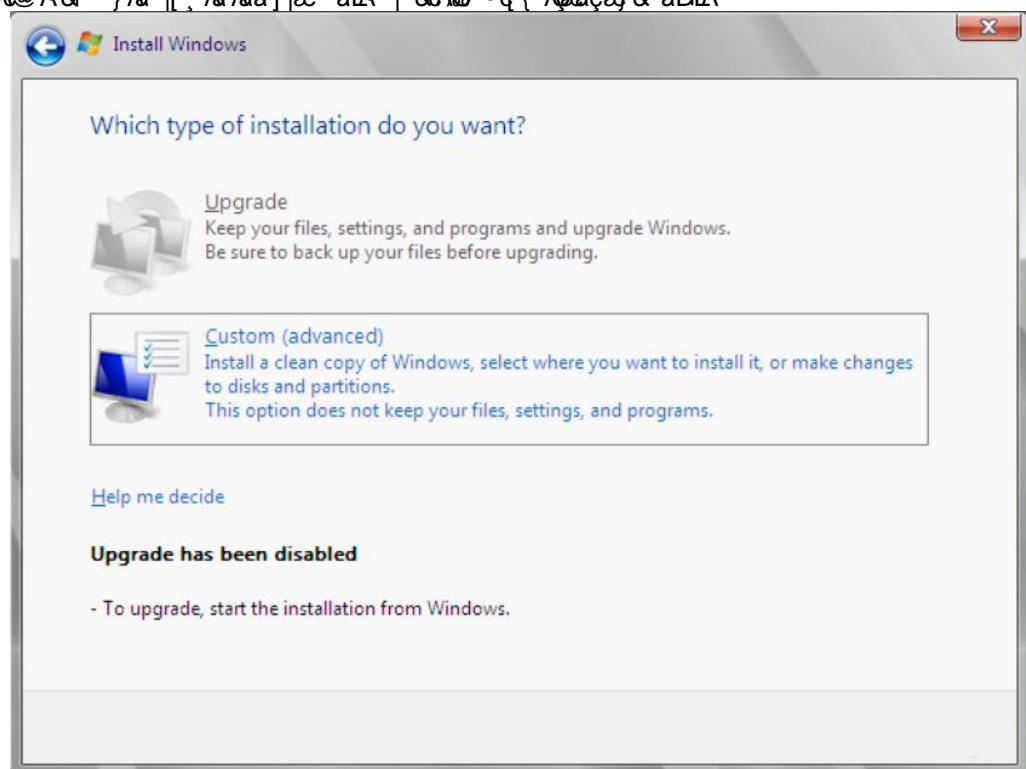 Install Windows
Which type of installation do you want?
Upgrade
Keep your files, settings, and programs and upgrade Windows.
Be sure to back up your files before upgrading.
Custom (advanced)
Install a clean copy of Windows, select where you want to install it, or make changes
to disks and partitions.
This option does not keep your files, settings, and programs.
Help me decide
Upgrade has been disabled
- To upgrade, start the installation from Windows.